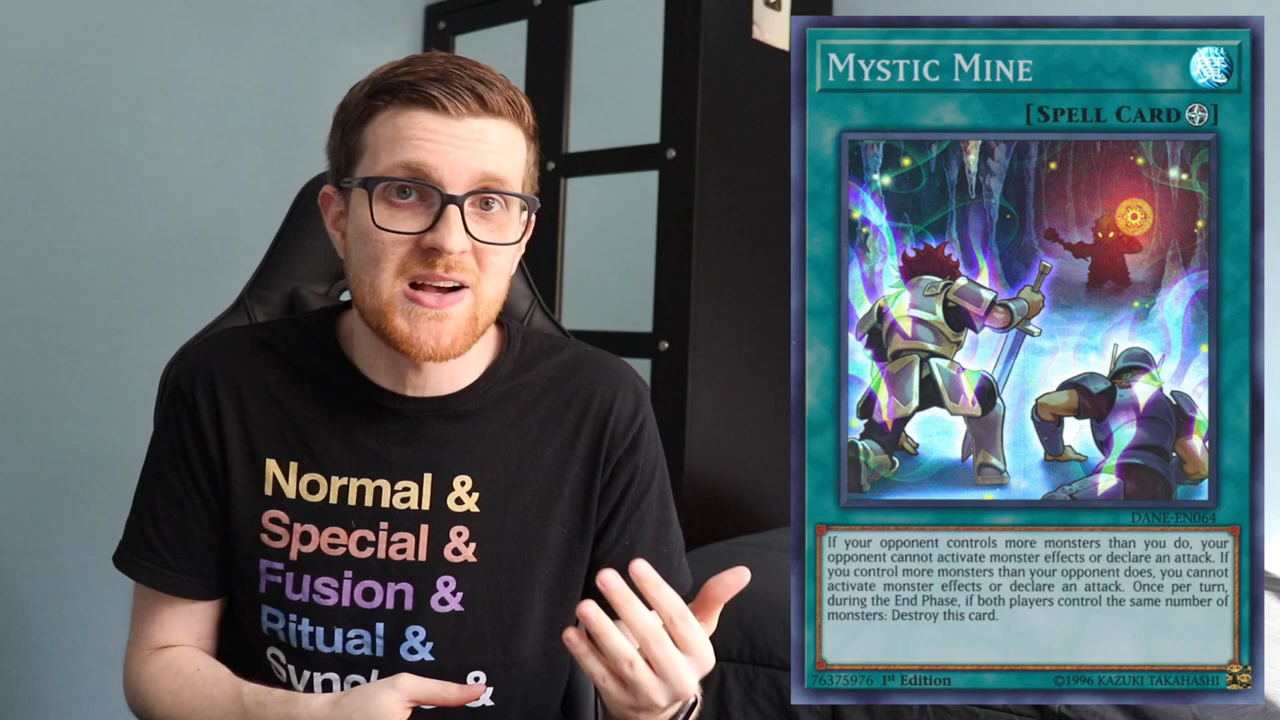 Normal &
Special &
Fusion &
Ritual &
&
MYSTIC MINE
[SPELL CARD]
DANE-EN064
If your opponent controls more monsters than you do, your
opponent cannot activate monster effects or declare an attack. If
you control more monsters than your opponent does, you cannot
activate monster effects or declare an attack. Once per turn,
during the End Phase, if both players control the same number of
monsters: Destroy this card.
76375976 1st Edition ©1996 KAZUKI TAKAHASHI